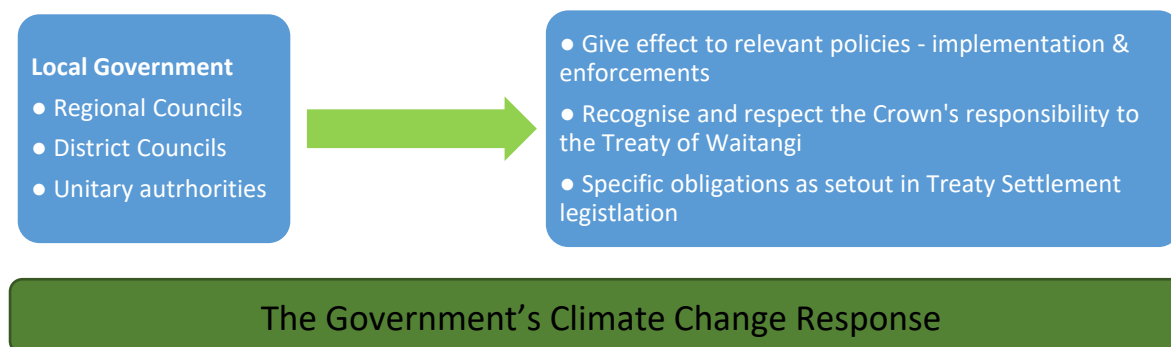 Local Government
● Regional Councils
● District Councils
● Unitary autrhorities
● Give effect to relevant policies - implementation &
enforcements
● Recognise and respect the Crown's responsibility to
the Treaty of Waitangi
● Specific obligations as setout in Treaty Settlement
legistlation
The Government’s Climate Change Response